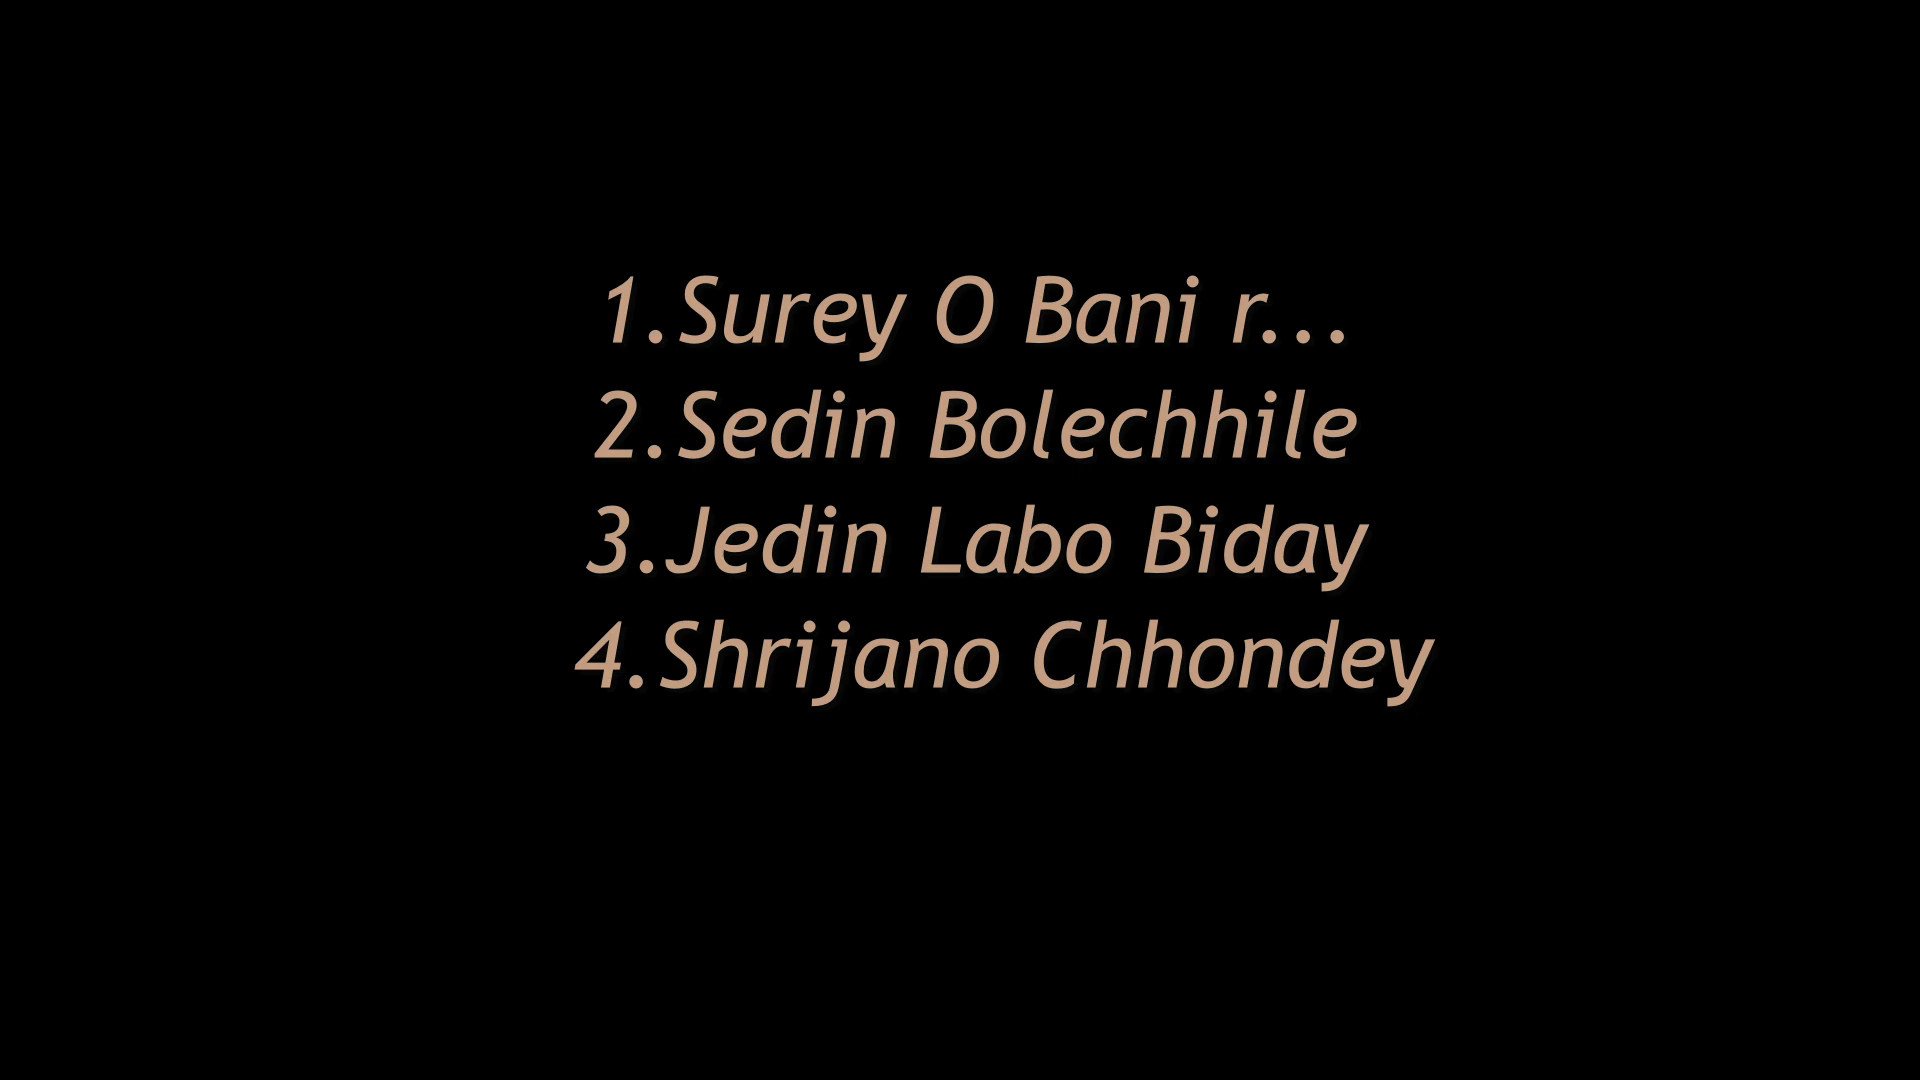 1.Surey O Bani r...
2.Sedin Bolechhile
3.Jedin Labo Biday
4.Shrijano Chhondey